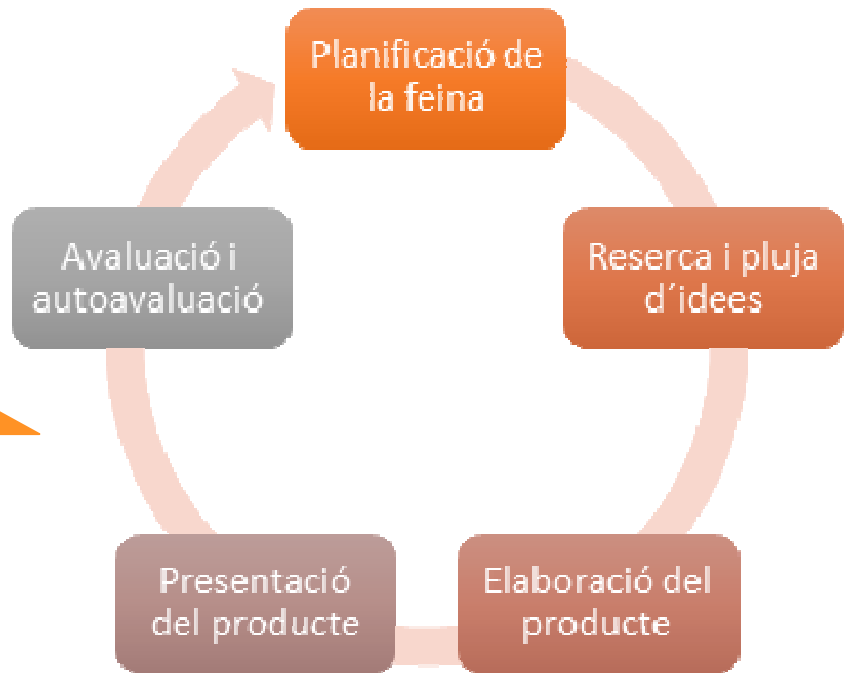 Planificació de
la feina
Reserca i pluja
d´idees
Elaboració del
producte
Presentació
del producte
Avaluació i
autoavaluació